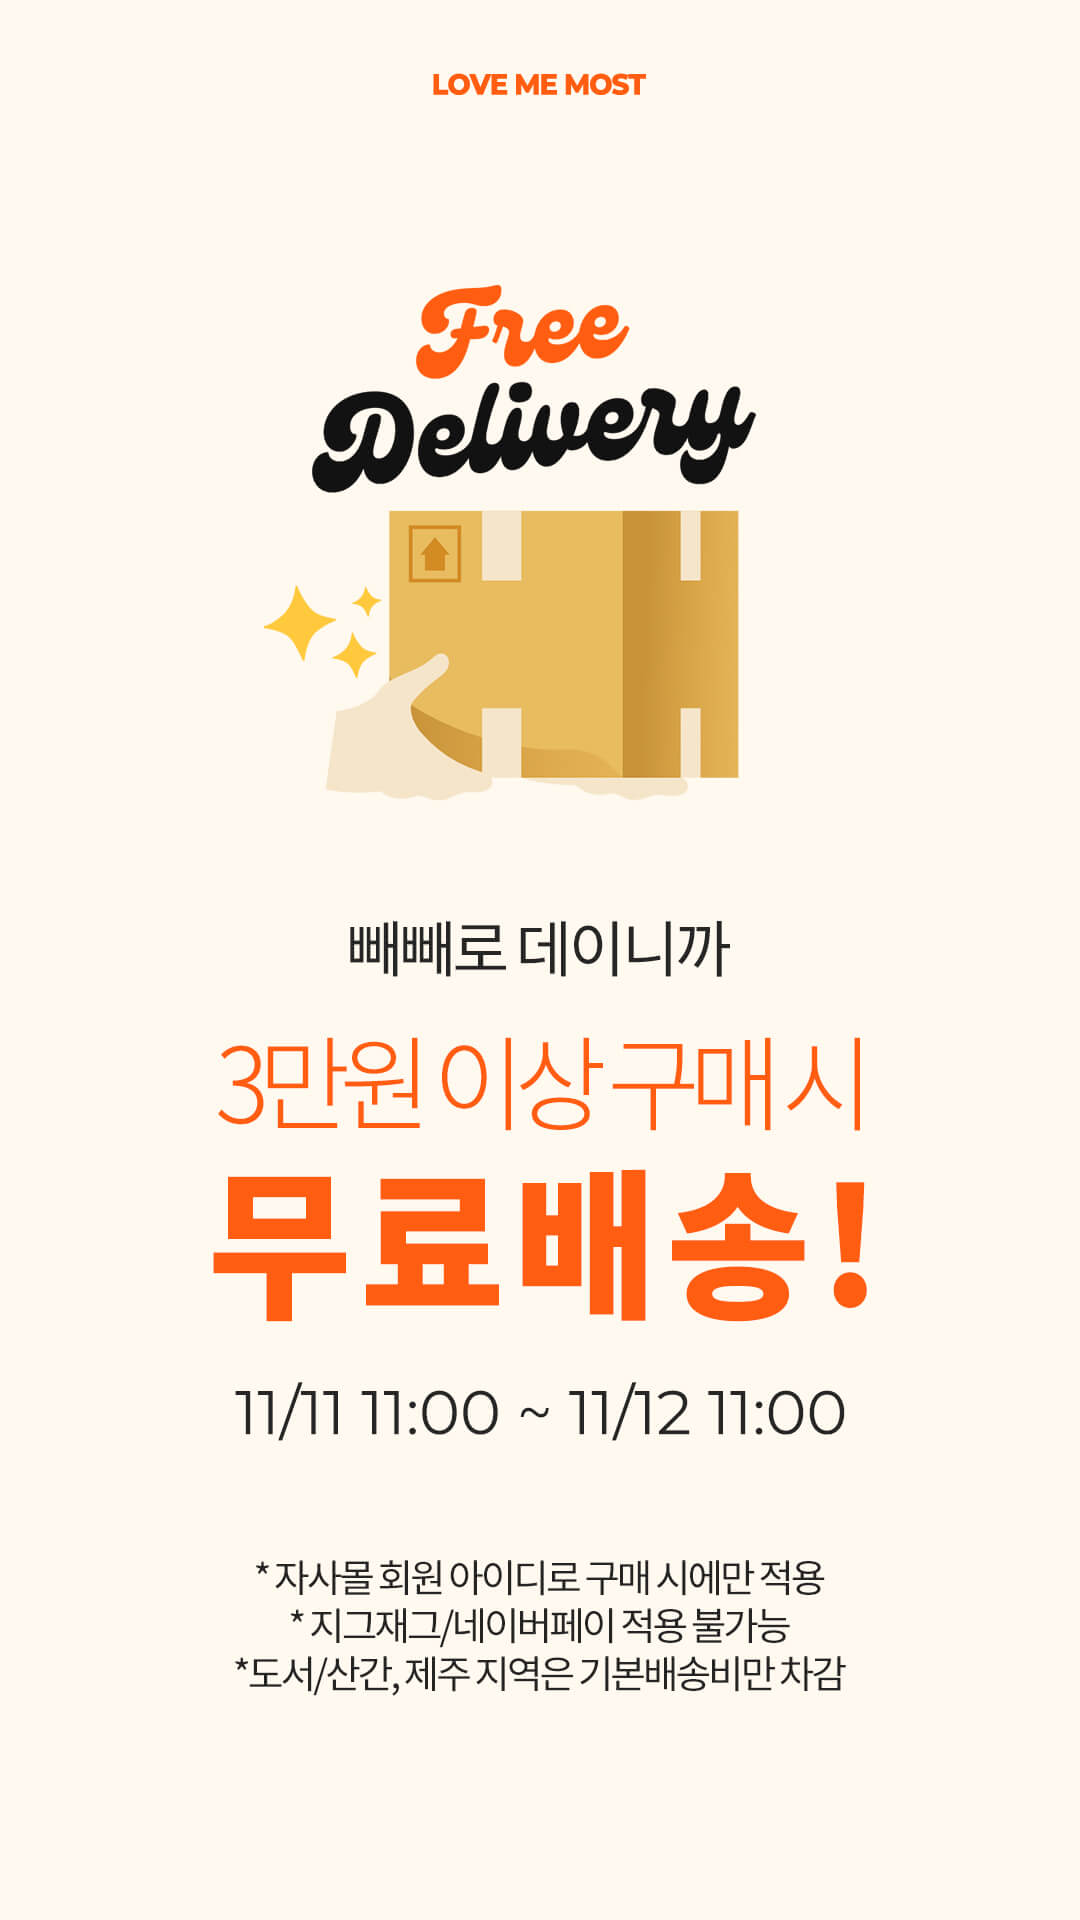 LOVE ME MOST
Free
Delivery
빼빼로 데이니까
3만원 이상 구매 시
무료배송!
11/11 11:00 ~ 11/12 11:00
* 자사몰 회원 아이디로 구매 시에만 적용
* 지그재그/네이버페이 적용 불가능
*도서/산간, 제주 지역은 기본배송비만 차감